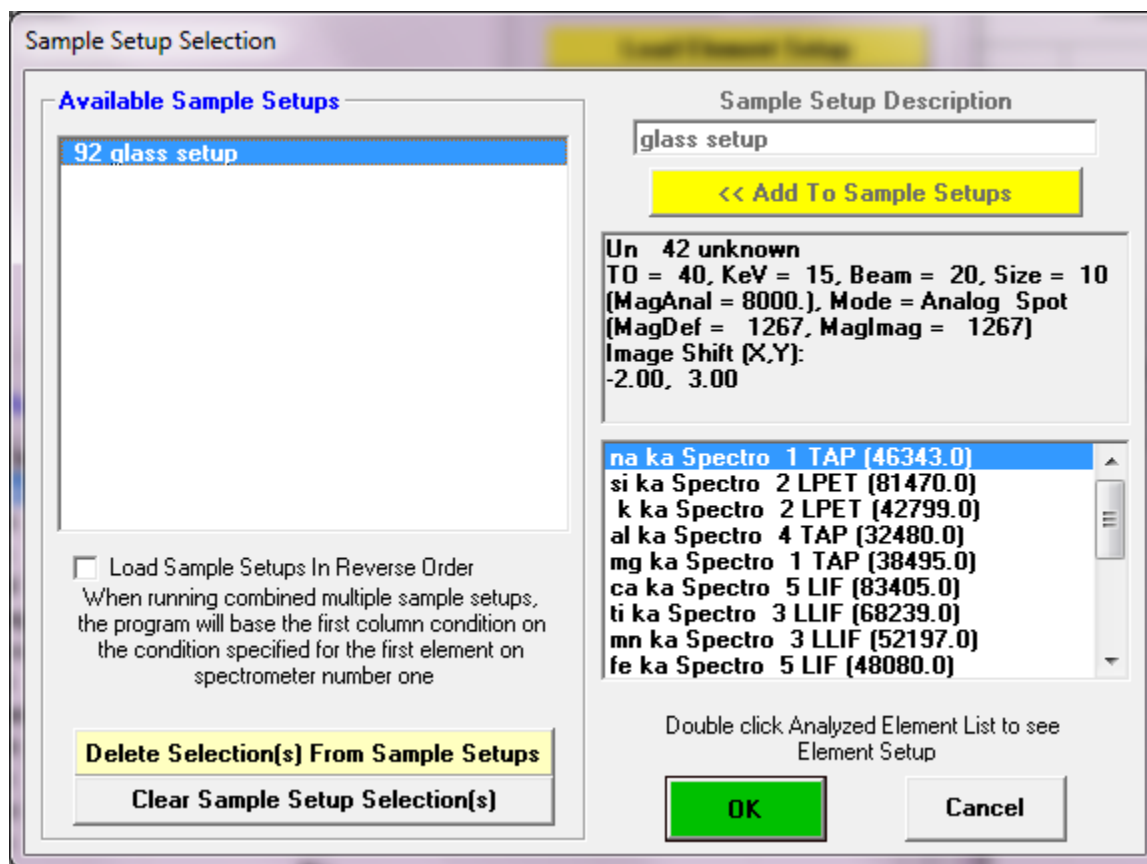 Sample Setup Selection
Load Element Setup
Available Sample Setups
92 glass setup
Load Sample Setups In Reverse Order
When running combined multiple sample setups,
the program will base the first column condition on
the condition specified for the first element on
spectrometer number one
Delete Selection(s) From Sample Setups
Clear Sample Setup Selection(s)
Sample Setup Description
glass setup
<< Add To Sample Setups
Un 42 unknown
TO = 40, KeV = 15, Beam = 20, Size = 10
(MagAnal = 8000.), Mode = Analog Spot
(MagDef = 1267, MagImag = 1267)
Image Shift (X,Y):
-2.00, 3.00
na ka Spectro 1 TAP (46343.0)
si ka Spectro 2 LPET (81470.0)
k ka Spectro 2 LPET (42799.0)
al ka Spectro 4 TAP (32480.0)
mg ka Spectro 1 TAP (38495.0)
ca ka Spectro 5 LIF (83405.0)
ti ka Spectro 3 LLIF (68239.0)
mn ka Spectro 3 LLIF (52197.0)
fe ka Spectro 5 LIF (48080.0)
Double click Analyzed Element List to see
Element Setup
OK
Cancel